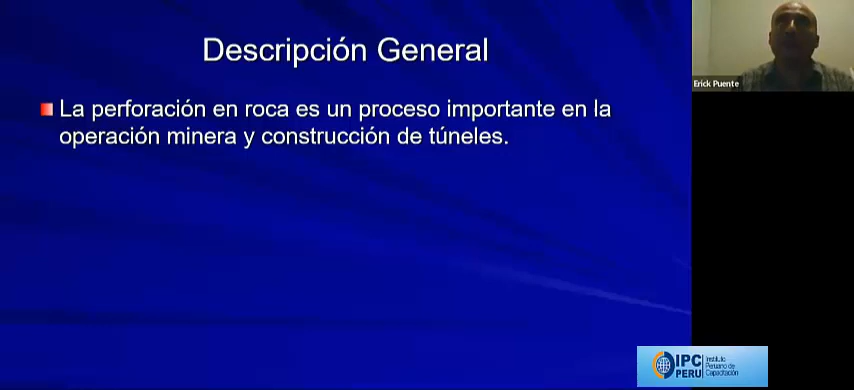 Descripción General
La perforación en roca es un proceso importante en la
operación minera y construcción de túneles.
Erick Puente
IPC
PERU
Instituto
Peruano de
Capacitación